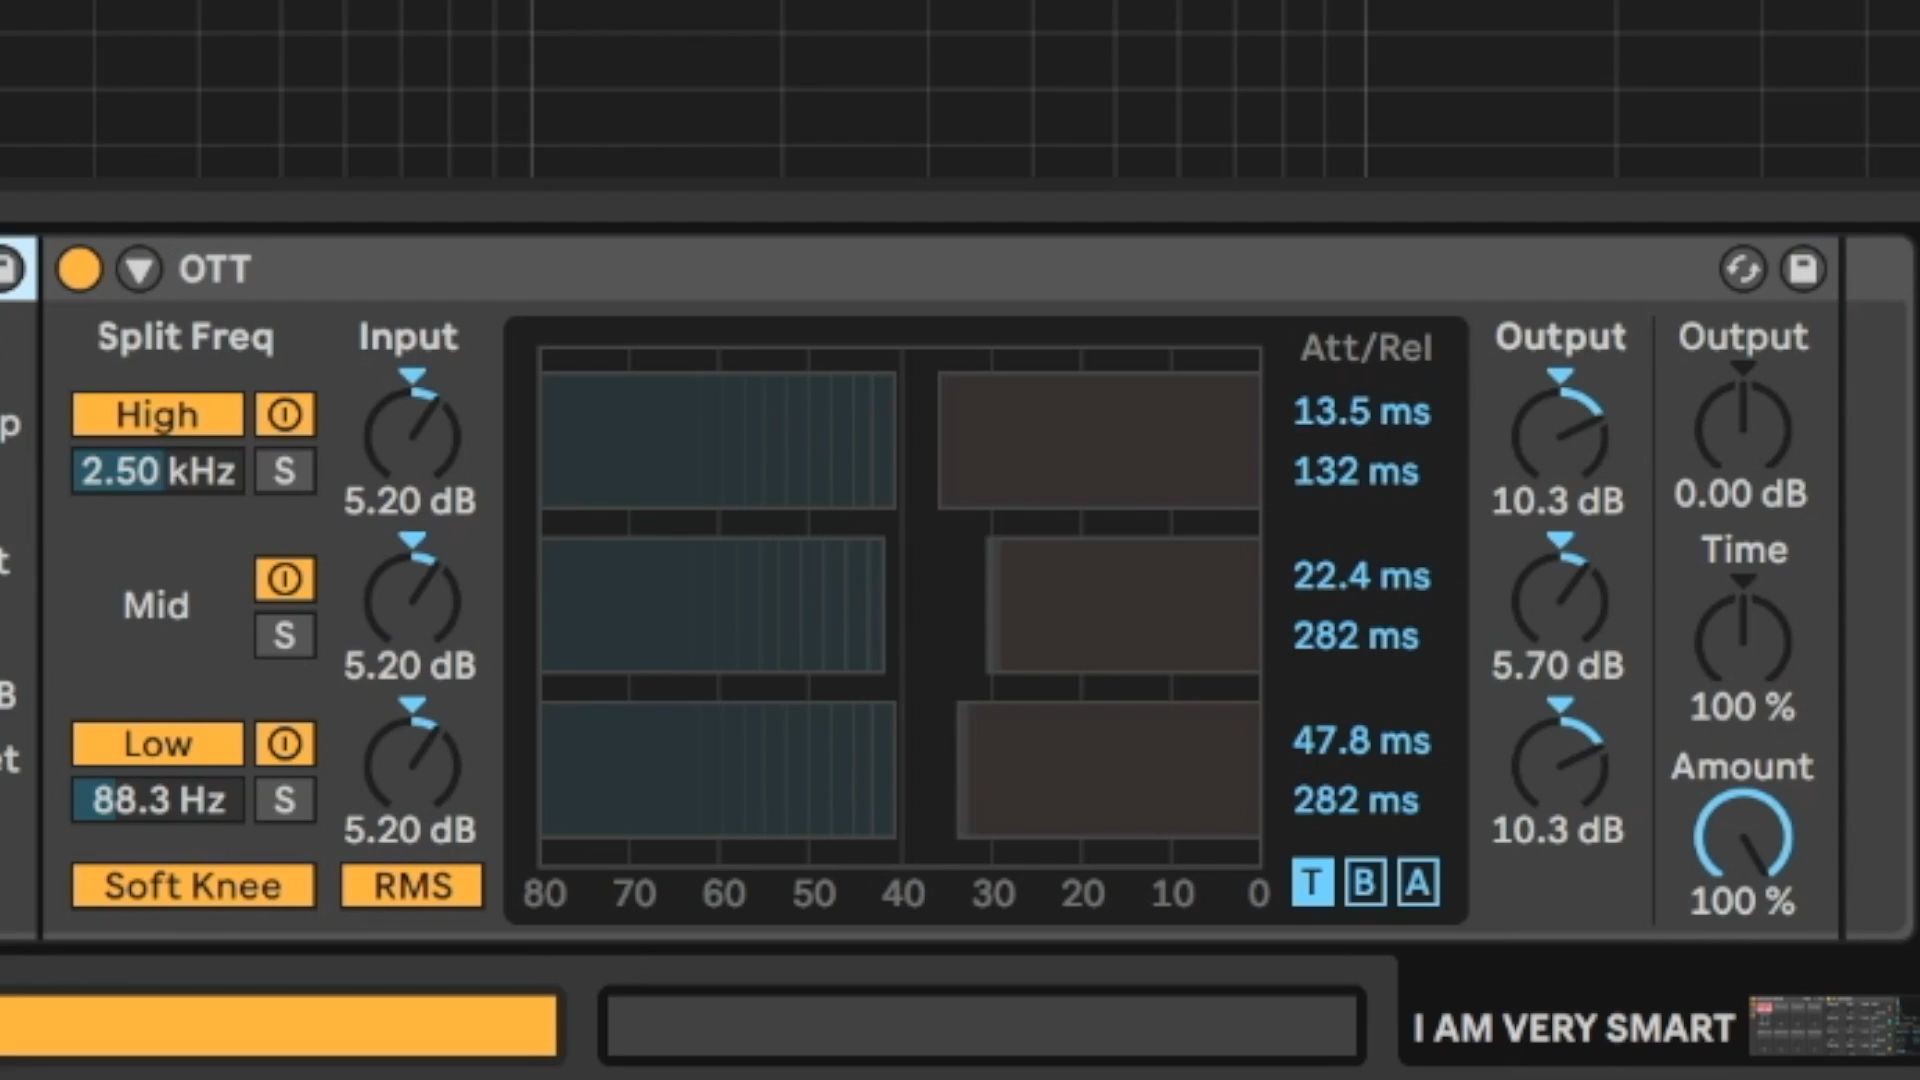 OTT
Split Freq
Input
Att/Rel
Output
Output
High
2.50 kHz
S
5.20 dB
13.5 ms
132 ms
10.3 dB
0.00 dB
Time
Mid
S
5.20 dB
22.4 ms
282 ms
5.70 dB
100 %
Low
88.3 Hz
S
5.20 dB
47.8 ms
282 ms
10.3 dB
Amount
100 %
Soft Knee
RMS
80 70 60 50 40 30 20 10 0
T B A
p
t
B
et
I AM VERY SMART